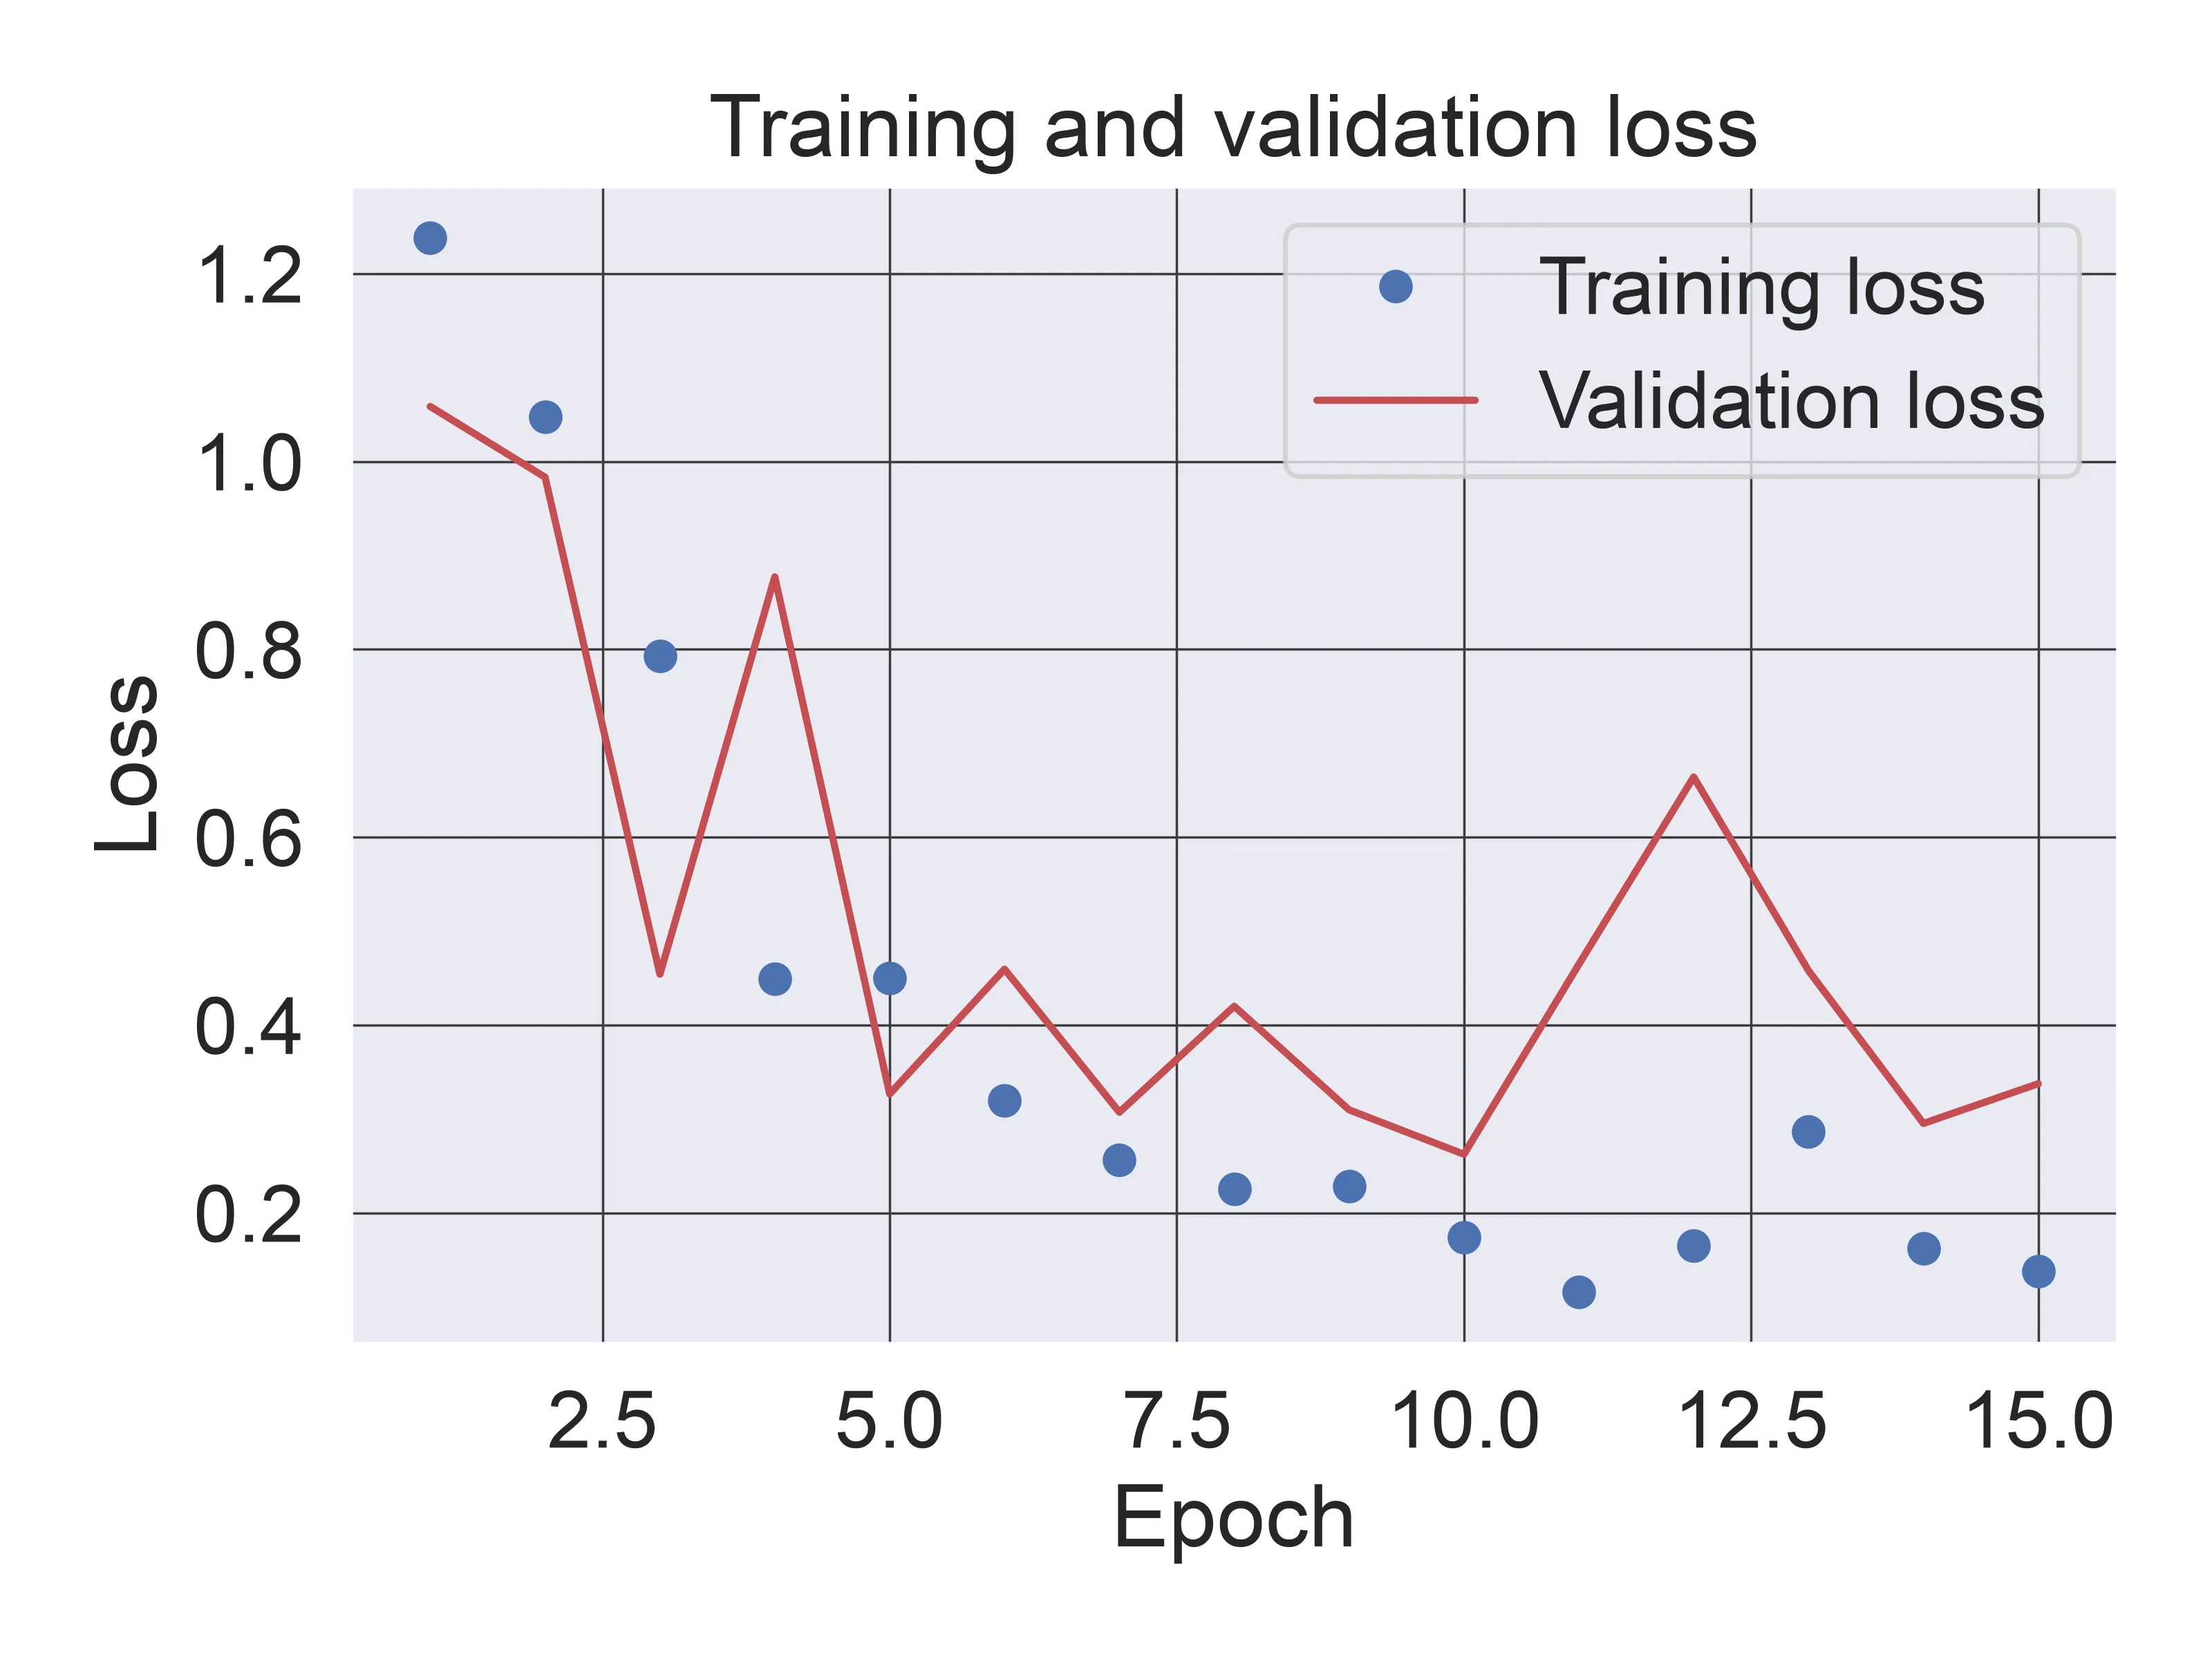 Training and validation loss
Training loss
Validation loss
1.2
1.0
0.8
0.6
0.4
0.2
Loss
2.5 5.0 7.5 10.0 12.5 15.0
Epoch